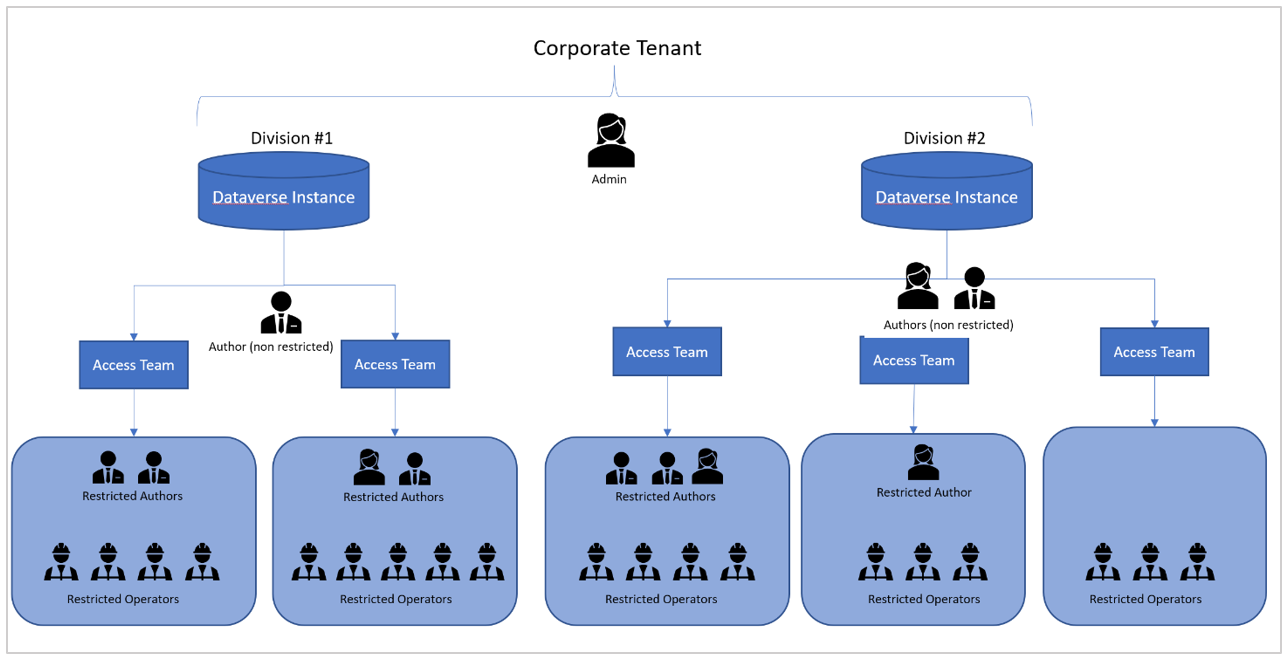 Corporate Tenant
Division #1
Division #2
Admin
Dataverse Instance
Dataverse Instance
Author (non restricted)
Authors (non restricted)
Access Team
Access Team
Access Team
Access Team
Access Team
Restricted Authors
Restricted Authors
Restricted Authors
Restricted Author
Restricted Operators
Restricted Operators
Restricted Operators
Restricted Operators
Restricted Operators